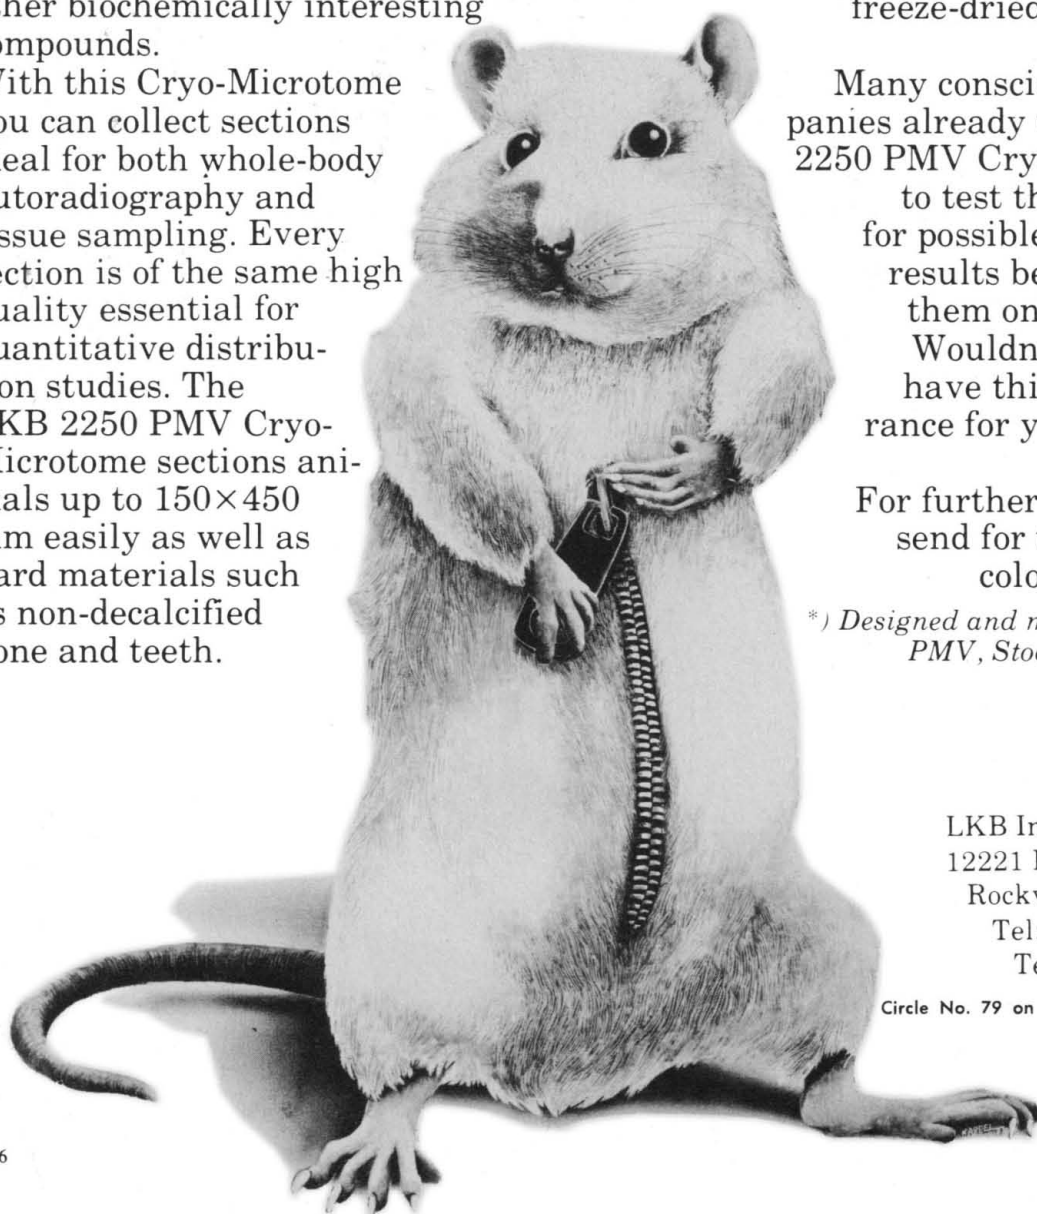 her biochemically interesting
ompounds.
ith this Cryo-Microtome
ou can collect sections
eal for both whole-body
utoradiography and
issue sampling. Every
ection is of the same high
uality essential for
uantitative distribu-
ion studies. The
KB 2250 PMV Cryo-
icrotome sections ani-
als up to 150×450
m easily as well as
ard materials such
s non-decalcified
one and teeth.
freeze-dried
Many consci
panies already
2250 PMV Cry
to test th
for possible
results be
them on
Wouldn
have thi
rance for y
For further
send for
colo
*) Designed and
PMV, Sto
LKB In
12221
Rockv
Tel
Te
Circle No. 79 on
6